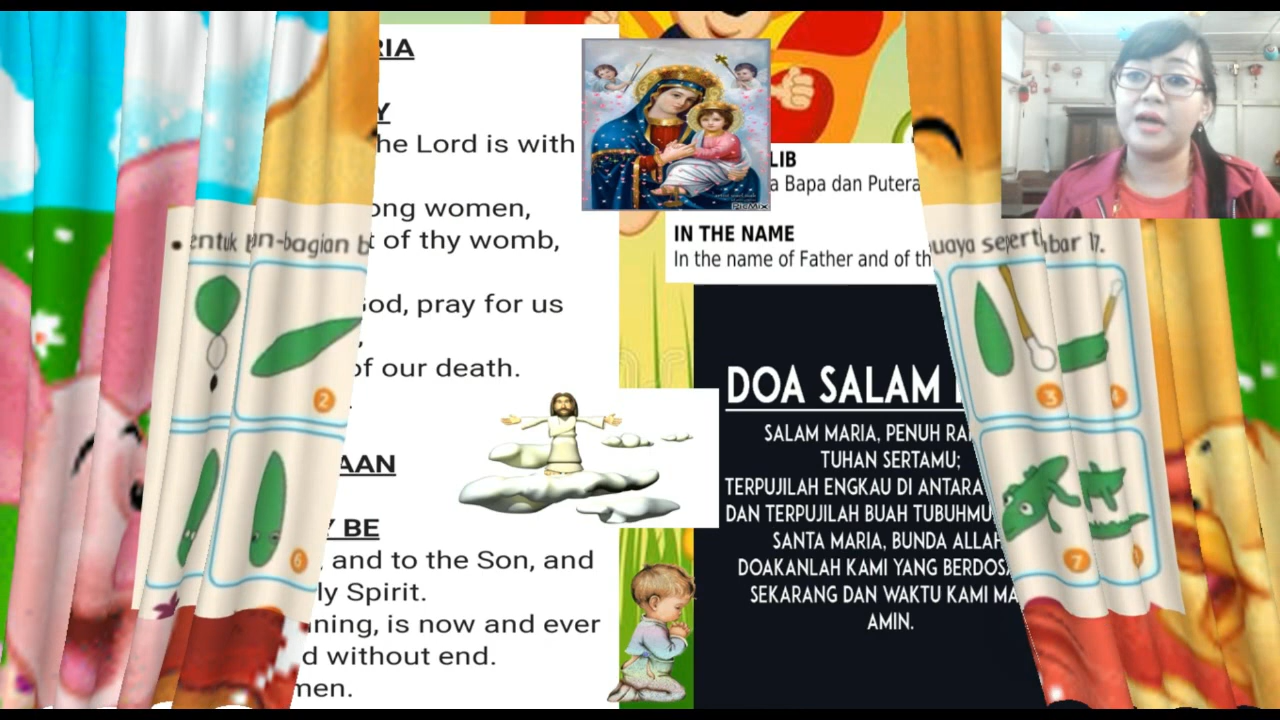 RIA
Y
he Lord is with
ong women,
t of thy womb,
God, pray for us
,
of our death.
.
AAN
Y BE
, and to the Son, and
ly Spirit.
ning, is now and ever
d without end.
men.
PicMix
LIB
a Bapa dan Putera
IN THE NAME
In the name of Father and of th
DOA SALAM
SALAM MARIA, PENUH RA
TUHAN SERTAMU;
TERPUJILAH ENGKAU DI ANTARA
DAN TERPUJILAH BUAH TUBUHMU
SANTA MARIA, BUNDA ALLAH
DOAKANLAH KAMI YANG BERDOS
SEKARANG DAN WAKTU KAMI MA
AMIN.
• entuk
an-bagian b
2
6
uaya seperti
bar 17.
3
4
7